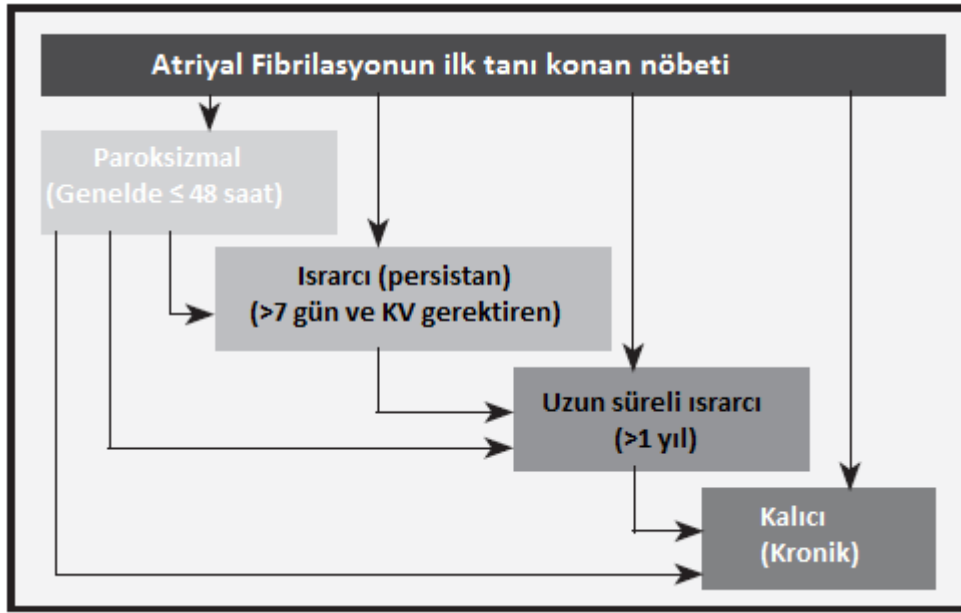 Atriyal Fibrilasyonun ilk tanı konan nöbeti
Paroksizmal
(Genelde ≤ 48 saat)
Israrcı (persistan)
(>7 gün ve KV gerektiren)
Uzun süreli ısrarcı
(>1 yıl)
Kalıcı
(Kronik)